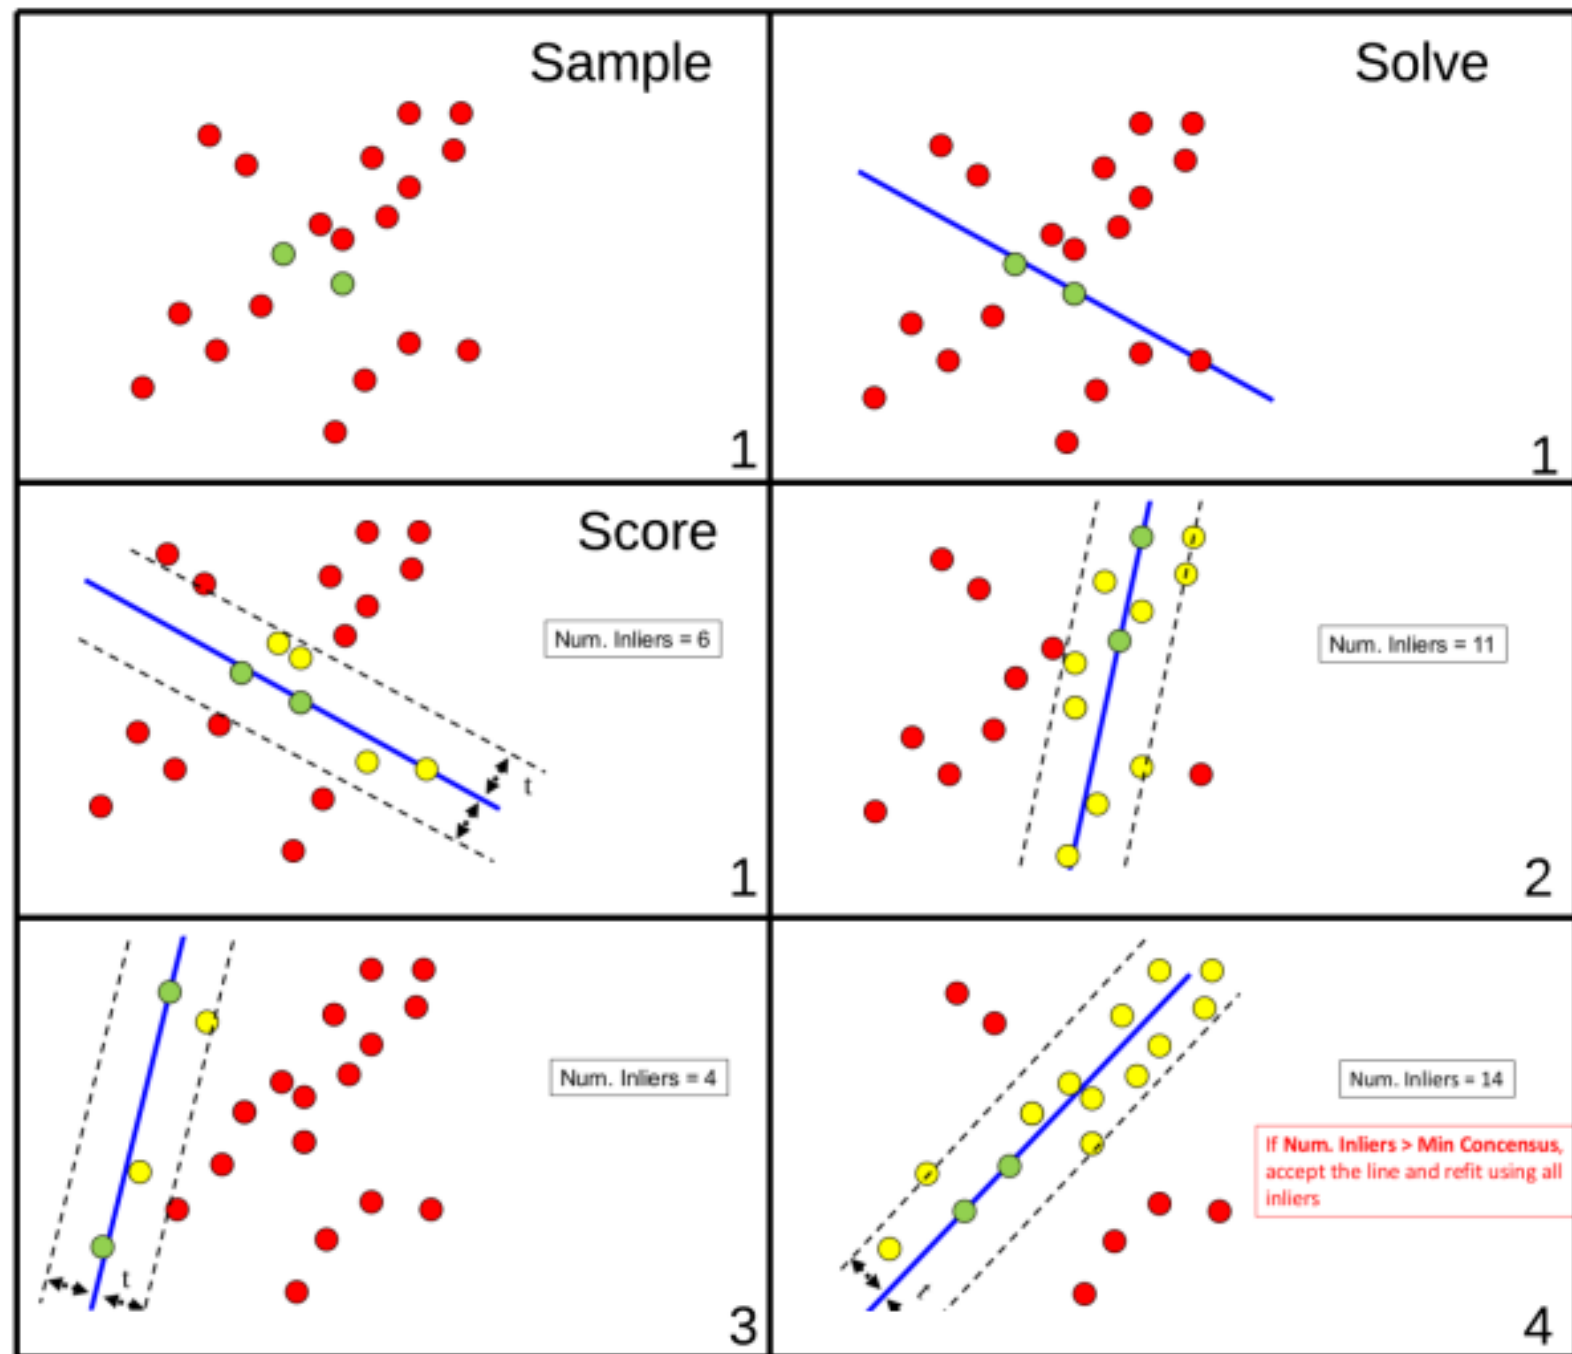 Sample
1
Solve
1
Score
Num. Inliers = 6
t
1
Num. Inliers = 11
2
Num. Inliers = 4
t
3
Num. Inliers = 14
If Num. Inliers > Min Concensus,
accept the line and refit using all
inliers
4